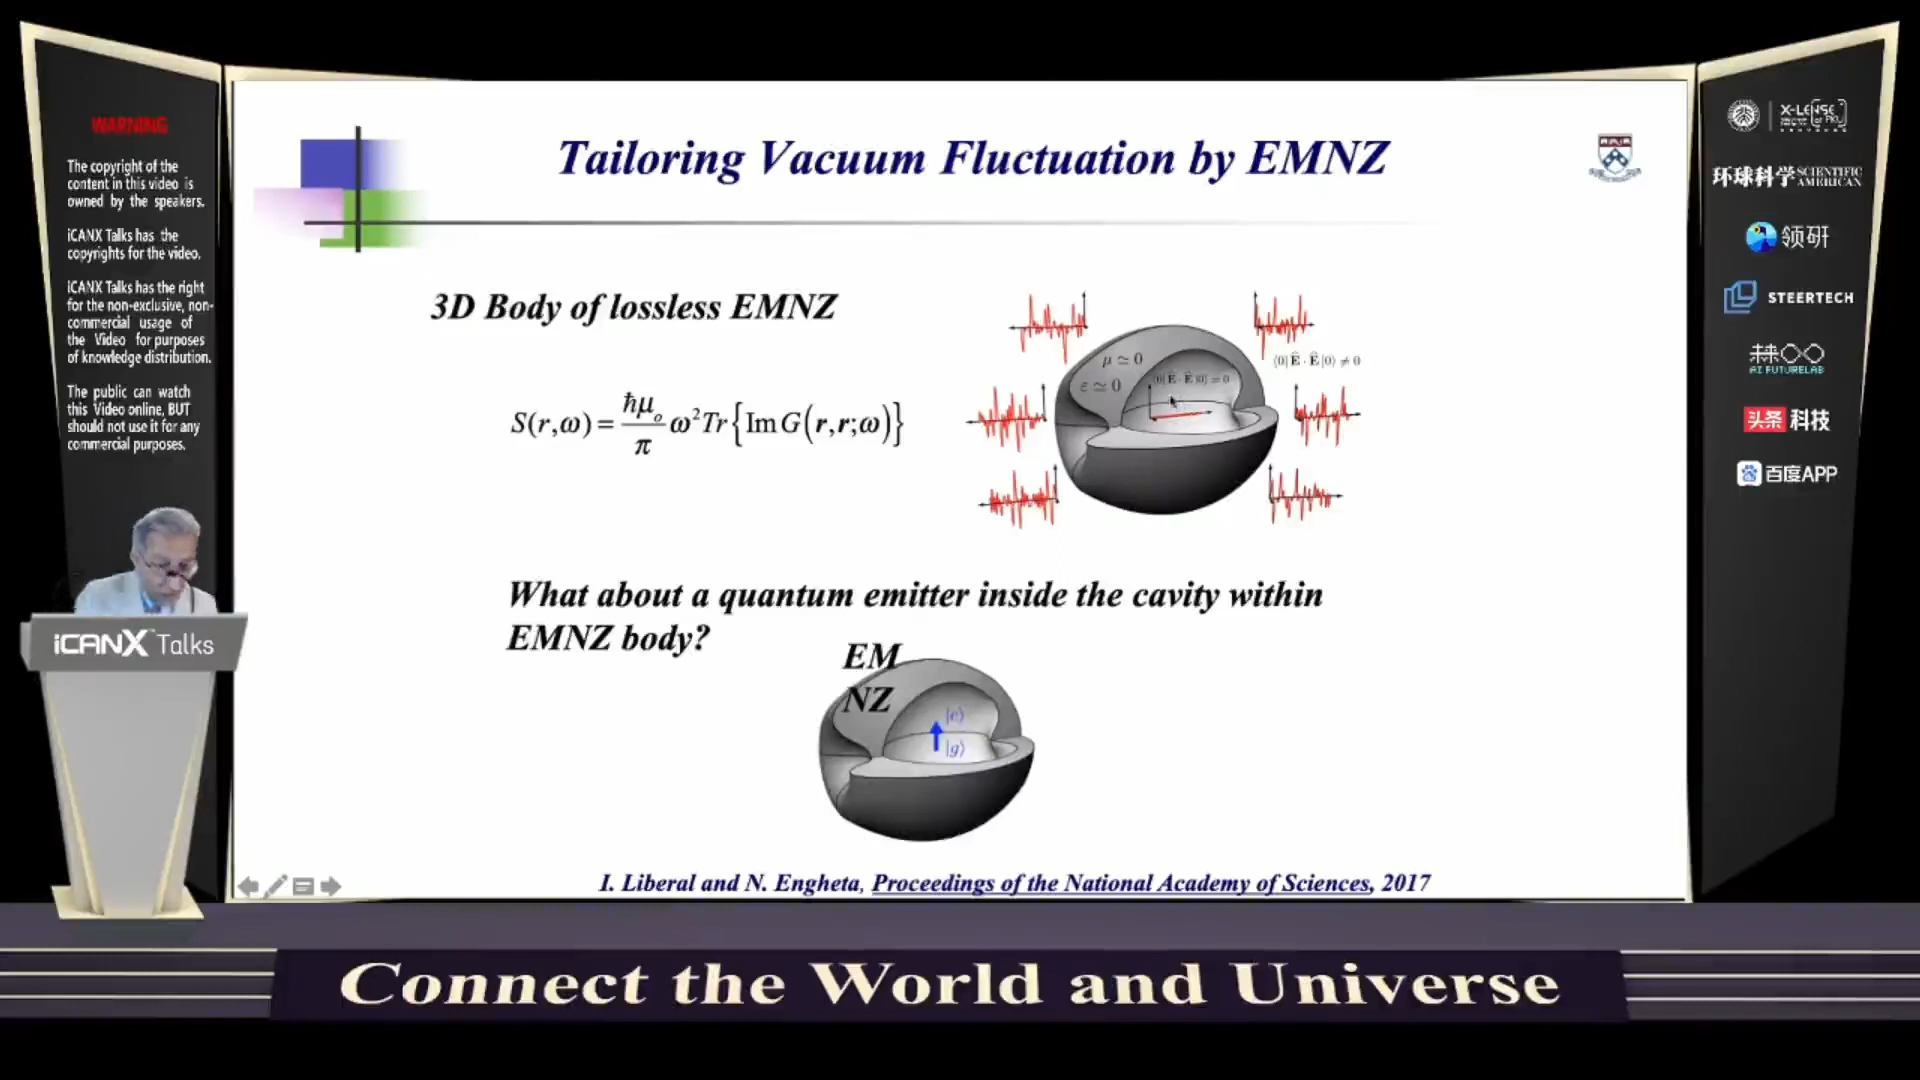 WARNING
The copyright of the
content in this video is
owned by the speakers.
iCANX Talks has the
copyrights for the video.
iCANX Talks has the right
for the non-exclusive, non-
commercial usage of
the Video for purposes
of knowledge distribution.
The public can watch
this Video online, BUT
should not use it for any
commercial purposes.
iCANX Talks
Tailoring Vacuum Fluctuation by EMNZ
3D Body of lossless EMNZ
S(r,ω) = ħμ₀/π ω² Tr{Im G(r,r;ω)}
μ ≃ 0
ε ≃ 0
⟨0|Ê · Ê|0⟩ = 0
⟨0|Ê · Ê|0⟩ ≠ 0
What about a quantum emitter inside the cavity within
EMNZ body?
EM
NZ
|e⟩
|g⟩
I. Liberal and N. Engheta, Proceedings of the National Academy of Sciences, 2017
X-LENSE
环球科学 SCIENTIFIC
AMERICAN
领研
STEERTECH
AI FUTURELAB
头条 科技
百度APP
Connect the World and Universe